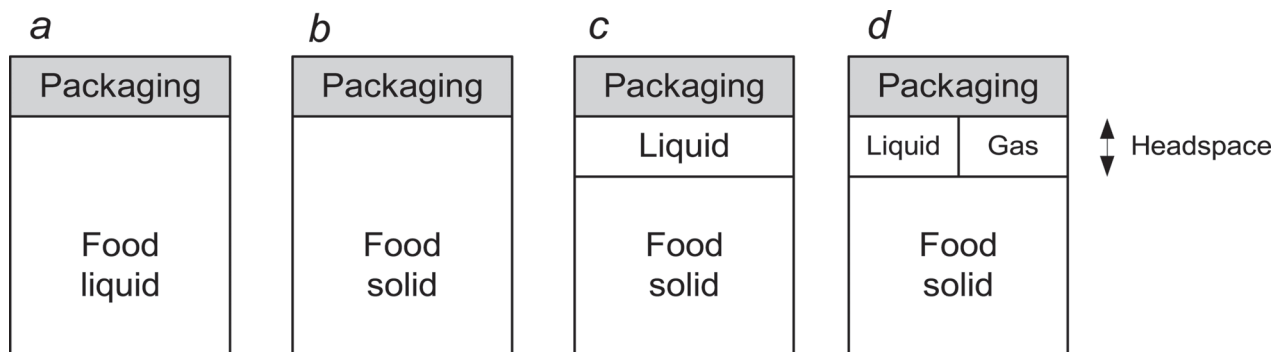 a
Packaging
Food
liquid
b
Packaging
Food
solid
c
Packaging
Liquid
Food
solid
d
Packaging
Liquid
Gas
Headspace
Food
solid